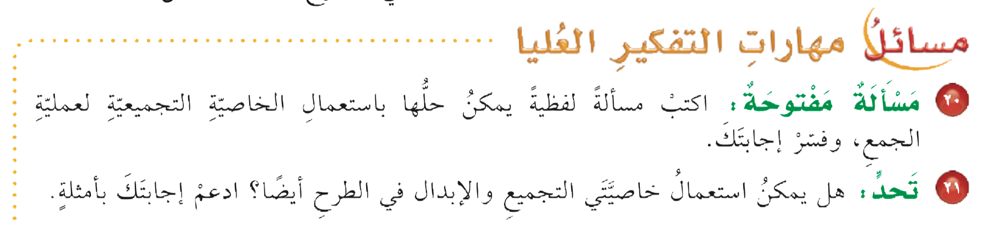 مسائلُ مهاراتِ التفكيرِ العُليا
٢٠ مَسْأَلَةٌ مَفْتوحَةٌ: اكتبْ مسألةً لفظيةً يمكنُ حلُّها باستعمالِ الخاصيّةِ التجميعيّةِ لعمليّةِ
الجمعِ، وفسّرْ إجابتَكَ.
٢١ تَحدٍّ: هل يمكنُ استعمالُ خاصيَّتَي التجميعِ والإبدال في الطرحِ أيضًا؟ ادعمْ إجابتَكَ بأمثلةٍ.